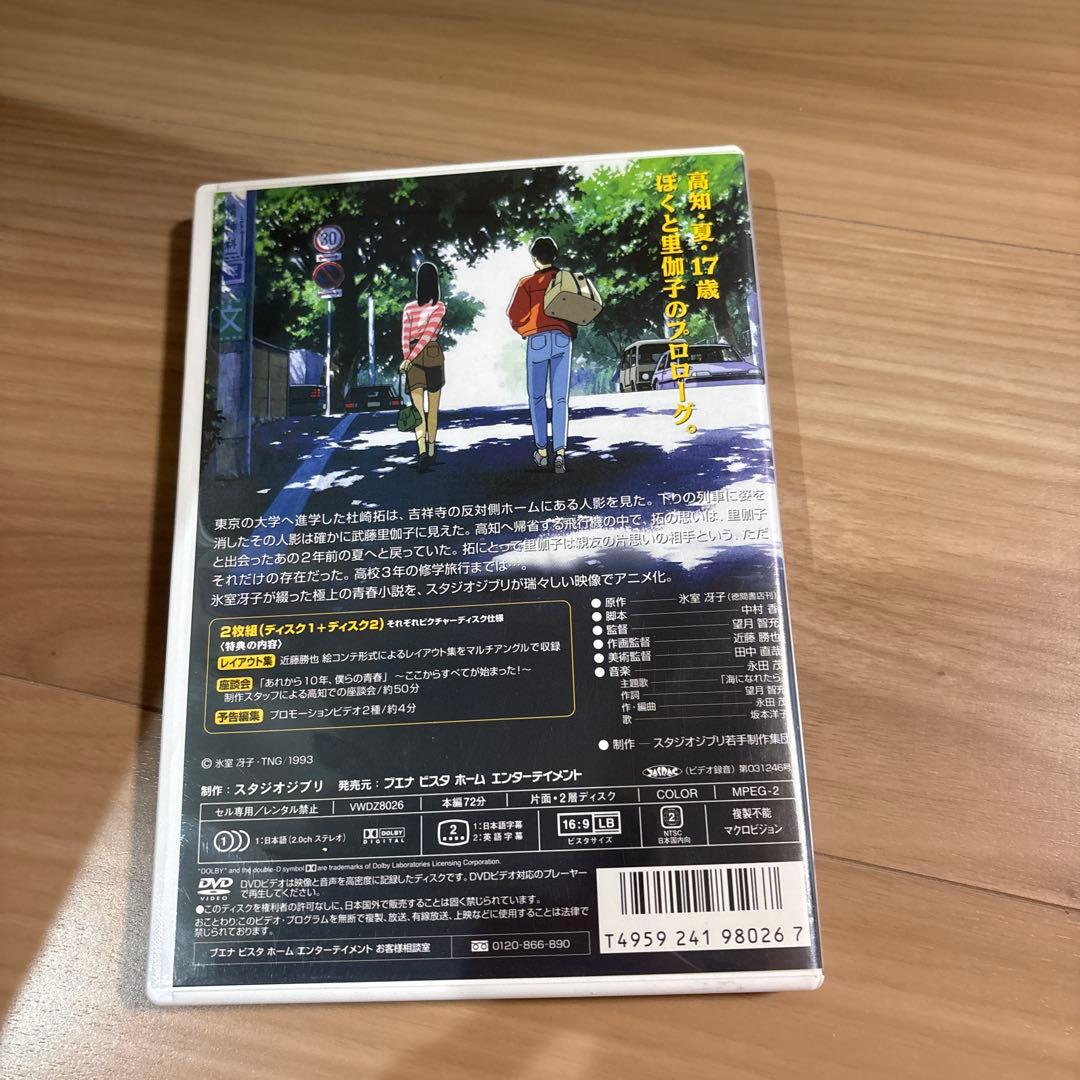 高知・夏・17歳
ぼくと里伽子のプロローグ。
30
文
東京の大学へ進学した杜崎拓は、吉祥寺の反対側ホームにある人影を見た。下りの列車に姿を
消したその人影は確かに武藤里伽子に見えた。高知へ帰省する飛行機の中で、拓の思いは、里伽子
と出会ったあの2年前の夏へと戻っていた。拓にとって里伽子は親友の片思いの相手という、ただ
それだけの存在だった。高校3年の修学旅行までは…。
氷室冴子が綴った極上の青春小説を、スタジオジブリが瑞々しい映像でアニメ化。
2枚組(ディスク1+ディスク2) それぞれピクチャーディスク仕様
〈特典の内容〉
レイアウト集 近藤勝也 絵コンテ形式によるレイアウト集をマルチアングルで収録
座談会 「あれから10年、僕らの青春」 〜ここからすべてが始まった!〜
制作スタッフによる高知での座談会/約50分
予告編集 プロモーションビデオ2種/約4分
●原作 氷室 冴子(徳間書店刊)
●脚本 中村 香
●監督 望月 智充
●作画監督 近藤 勝也
●美術監督 田中 直哉
●音楽 永田 茂
主題歌 「海になれたら」
作詞 望月 智充
作・編曲 永田 茂
歌 坂本洋子
●制作 スタジオジブリ若手制作集団
© 氷室 冴子・TNG/1993
(ビデオ録音) 第031246号
制作:スタジオジブリ 発売元:ブエナ ビスタ ホーム エンターテイメント
セル専用/レンタル禁止 VWDZ8026 本編72分 片面・2層ディスク COLOR MPEG-2
1 1:日本語(2.0ch ステレオ) DOLBY DIGITAL 2 1:日本語字幕 2:英語字幕 16:9 LB ビスタサイズ 2 NTSC 日本国内向 複製不能 マクロビジョン
"DOLBY" and the double-D symbol are trademarks of Dolby Laboratories Licensing Corporation.
DVD VIDEO DVDビデオは映像と音声を高密度に記録したディスクです。DVDビデオ対応のプレーヤー
で再生してください。
●このディスクを権利者の許可なしに、日本国外で販売することは固く禁じられています。
おことわり:このビデオ・プログラムを無断で複製、放送、有線放送、上映などに使用することは法律で
禁じられております。
ブエナ ビスタ ホーム エンターテイメント お客様相談室 0120-866-890
T4959 241 98026 7